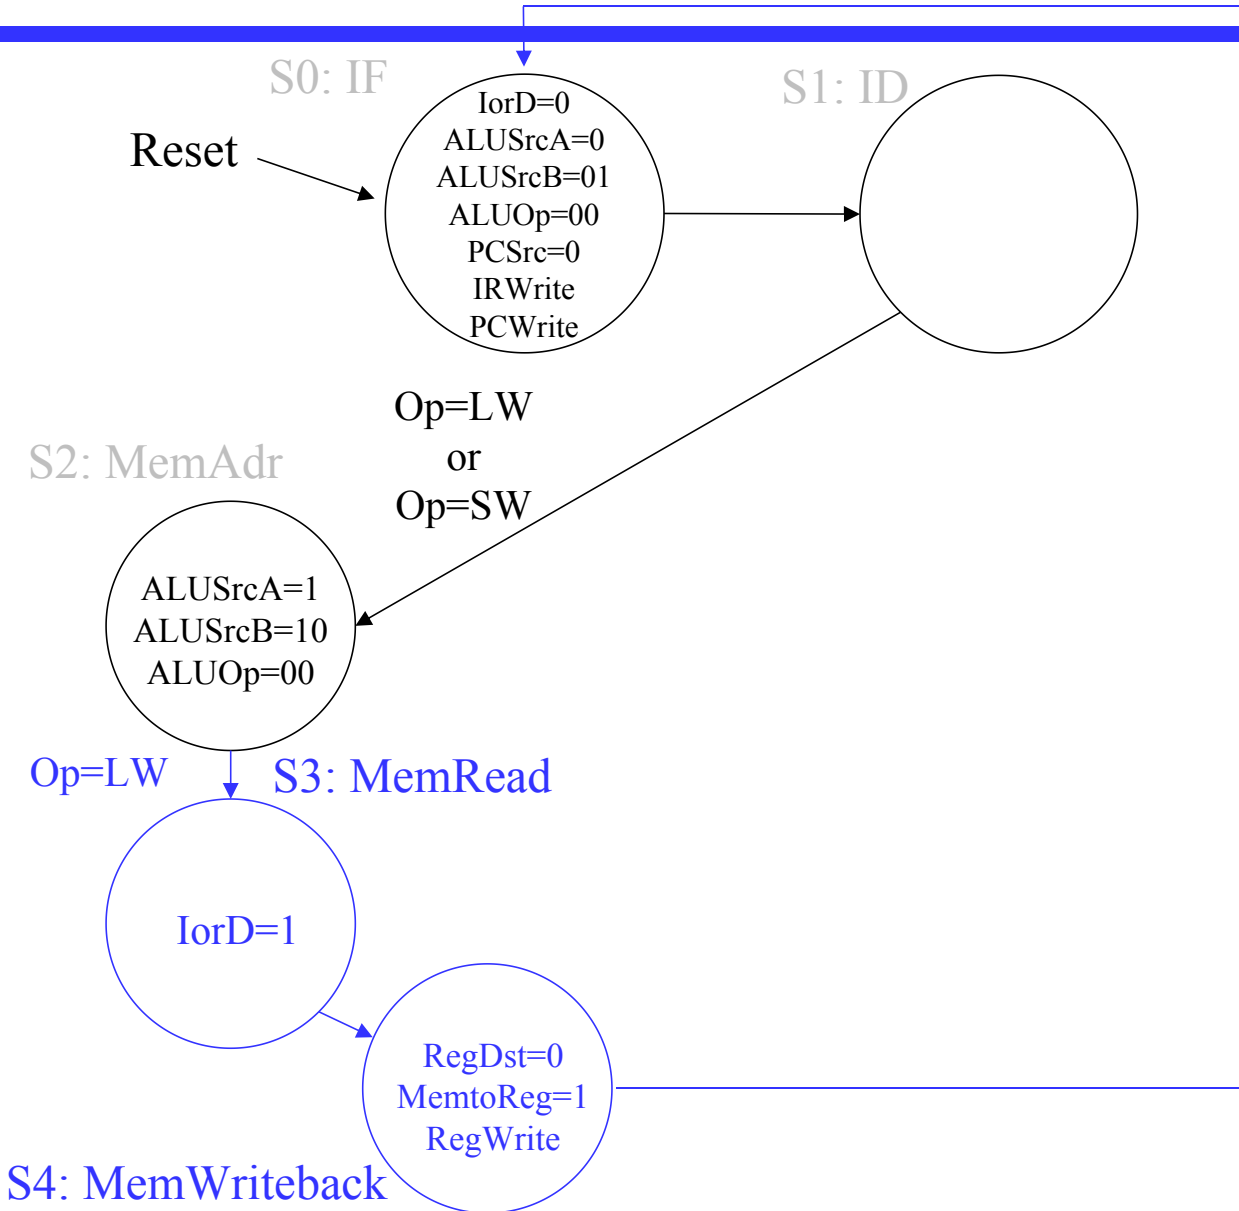 S0: IF
S1: ID
Reset
IorD=0
ALUSrcA=0
ALUSrcB=01
ALUOp=00
PCSrc=0
IRWrite
PCWrite
Op=LW
or
Op=SW
S2: MemAdr
ALUSrcA=1
ALUSrcB=10
ALUOp=00
Op=LW
S3: MemRead
IorD=1
RegDst=0
MemtoReg=1
RegWrite
S4: MemWriteback